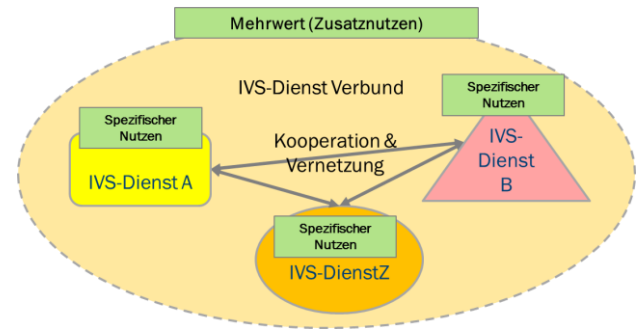 Mehrwert (Zusatznutzen)
IVS-Dienst Verbund
Spezifischer
Nutzen
IVS-Dienst A
Kooperation &
Vernetzung
Spezifischer
Nutzen
IVS-
Dienst
B
Spezifischer
Nutzen
IVS-DienstZ